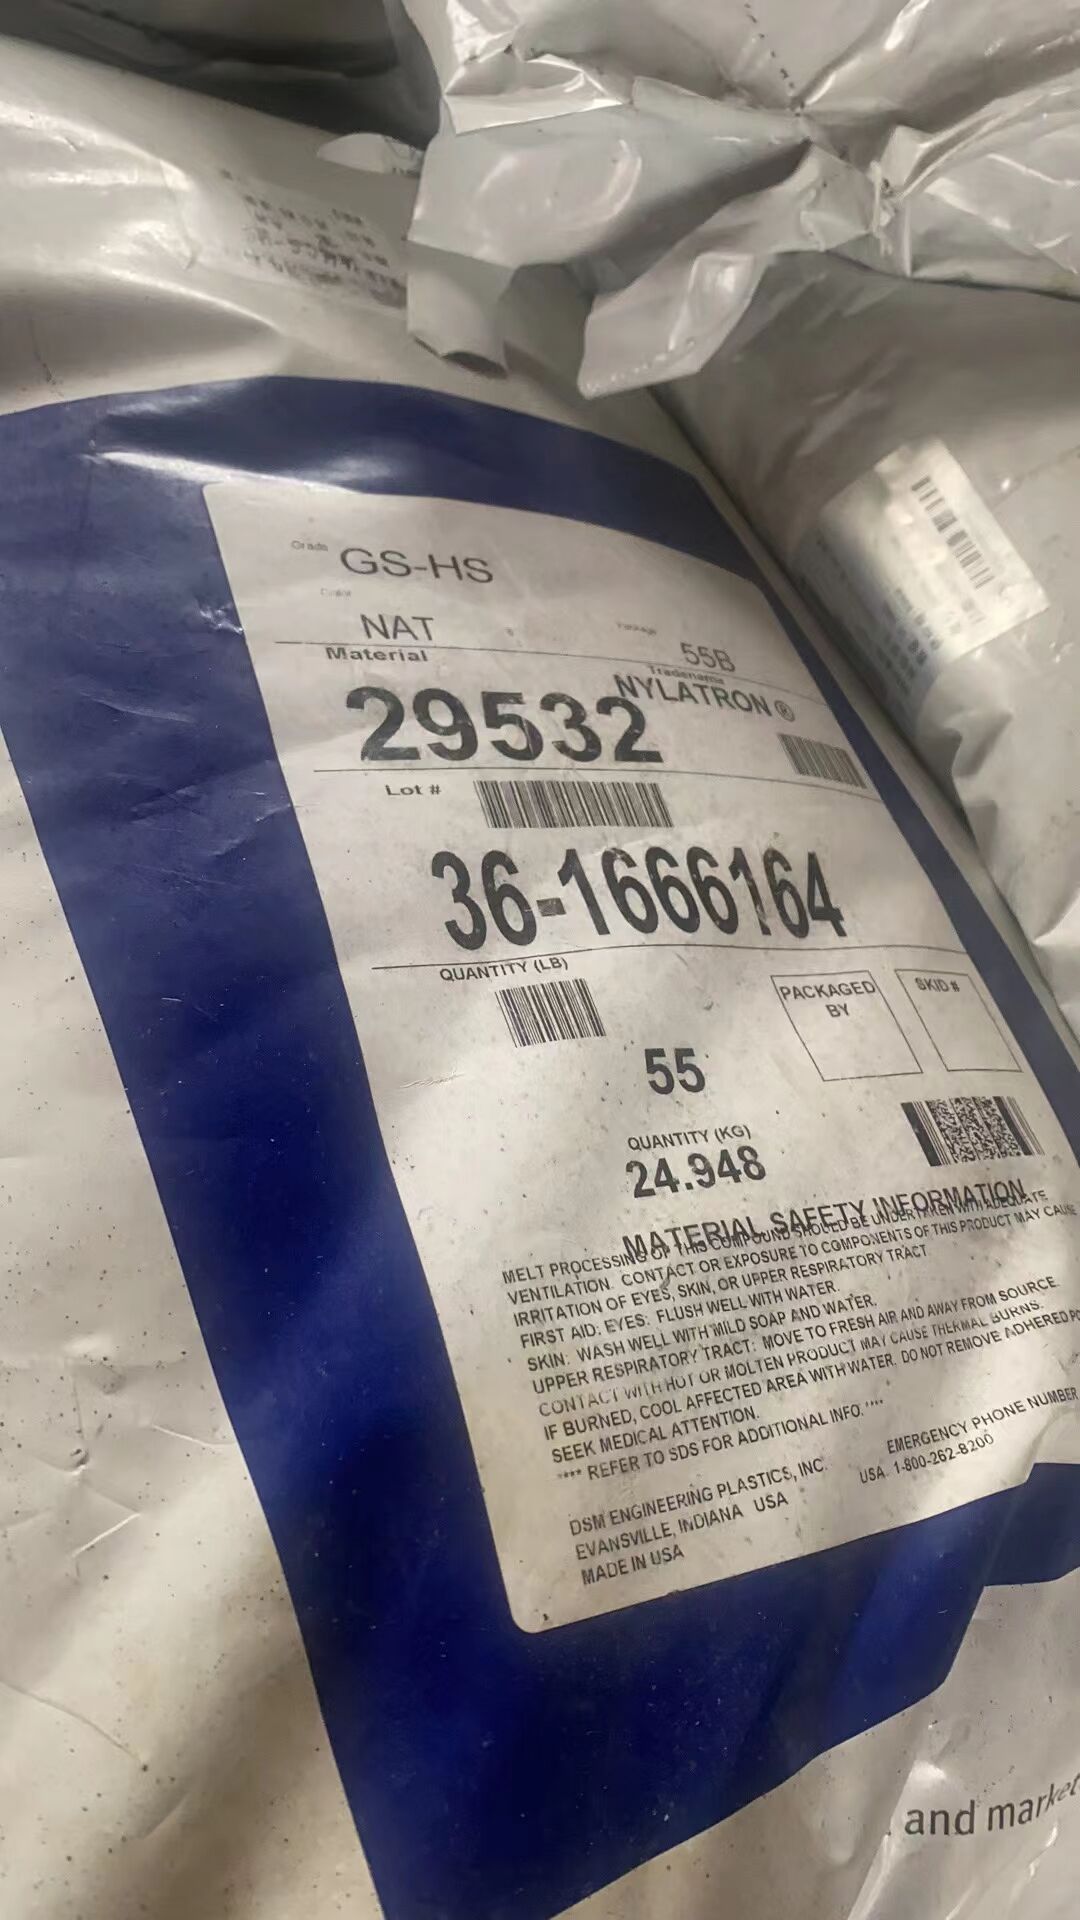 Grade GS-HS
Color
NAT
Package
55B
Material
Tradename
NYLATRON ®
29532
Lot #
36-1666164
QUANTITY (LB)
55
PACKAGED
BY
SKID #
QUANTITY (KG)
24.948
MATERIAL SAFETY INFORMATION
MELT PROCESSING OF THIS COMPOUND SHOULD BE UNDERTAKEN WITH ADEQUATE
VENTILATION. CONTACT OR EXPOSURE TO COMPONENTS OF THIS PRODUCT MAY CAUSE
IRRITATION OF EYES, SKIN, OR UPPER RESPIRATORY TRACT
FIRST AID: EYES: FLUSH WELL WITH WATER.
SKIN: WASH WELL WITH MILD SOAP AND WATER.
UPPER RESPIRATORY TRACT: MOVE TO FRESH AIR AND AWAY FROM SOURCE.
CONTACT WITH HOT OR MOLTEN PRODUCT MAY CAUSE THERMAL BURNS.
IF BURNED, COOL AFFECTED AREA WITH WATER. DO NOT REMOVE ADHERED
SEEK MEDICAL ATTENTION.
**** REFER TO SDS FOR ADDITIONAL INFO.****
EMERGENCY PHONE NUMBER
USA. 1-800-262-8200
DSM ENGINEERING PLASTICS, INC.
EVANSVILLE, INDIANA USA
MADE IN USA
and market